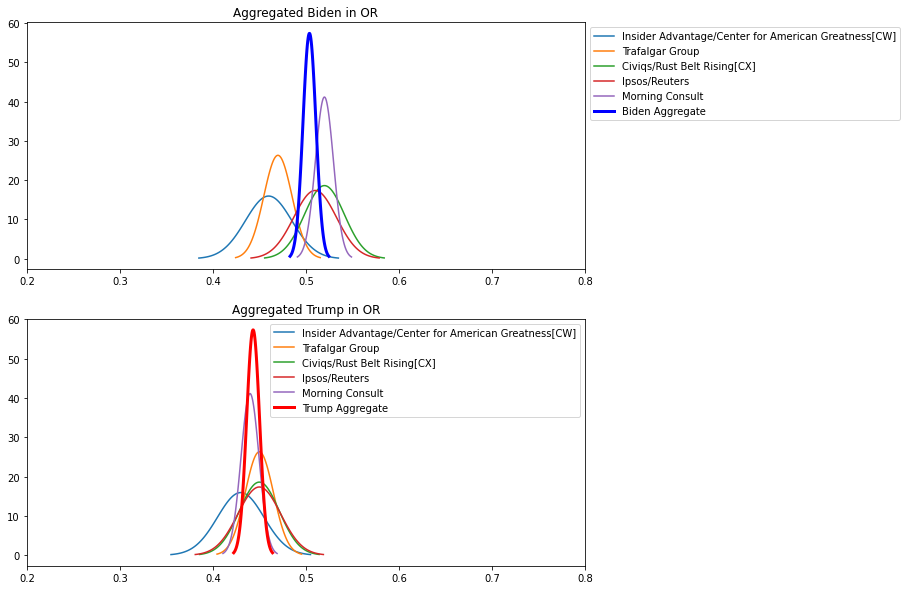 Aggregated Biden in OR
60
50
40
30
20
10
0
0.2 0.3 0.4 0.5 0.6 0.7 0.8
Insider Advantage/Center for American Greatness[CW]
Trafalgar Group
Civiqs/Rust Belt Rising[CX]
Ipsos/Reuters
Morning Consult
Biden Aggregate
Aggregated Trump in OR
60
50
40
30
20
10
0
0.2 0.3 0.4 0.5 0.6 0.7 0.8
Insider Advantage/Center for American Greatness[CW]
Trafalgar Group
Civiqs/Rust Belt Rising[CX]
Ipsos/Reuters
Morning Consult
Trump Aggregate